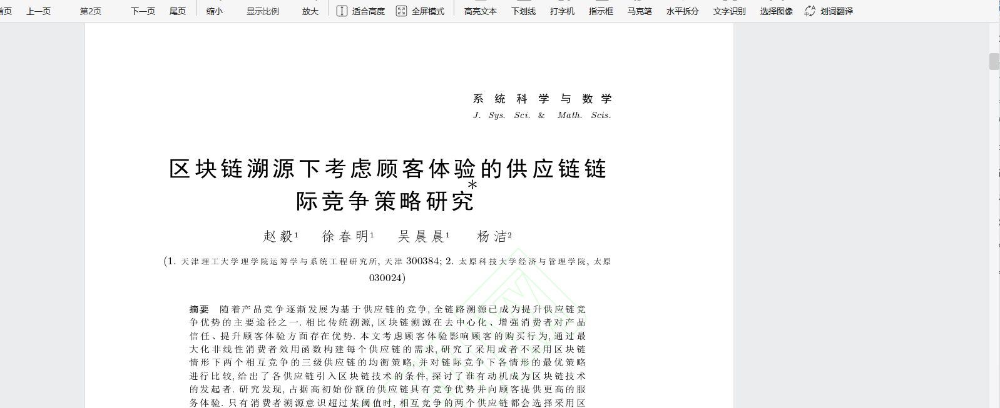 首页 上一页 第2页 下一页 尾页 缩小 显示比例 放大 适合高度 全屏模式 高亮文本 下划线 打字机 指示框 马克笔 水平拆分 文字识别 选择图像 划词翻译
系统科学与数学
J. Sys. Sci. & Math. Scis.
区块链溯源下考虑顾客体验的供应链链
际竞争策略研究*
赵毅1 徐春明1 吴晨晨1 杨洁2
(1. 天津理工大学理学院运筹学与系统工程研究所, 天津 300384; 2. 太原科技大学经济与管理学院, 太原
030024)
摘要 随着产品竞争逐渐发展为基于供应链的竞争, 全链路溯源已成为提升供应链竞
争优势的主要途径之一. 相比传统溯源, 区块链溯源在去中心化、增强消费者对产品
信任、提升顾客体验方面存在优势. 本文考虑顾客体验影响顾客的购买行为, 通过最
大化非线性消费者效用函数构建每个供应链的需求, 研究了采用或者不采用区块链
情形下两个相互竞争的三级供应链的均衡策略, 并对链际竞争下各情形的最优策略
进行比较, 给出了各供应链引入区块链技术的条件, 探讨了谁有动机成为区块链技术
的发起者. 研究发现, 占据高初始份额的供应链具有竞争优势并向顾客提供更高的服
务体验. 只有消费者溯源意识超过某阈值时, 相互竞争的两个供应链都会选择采用区